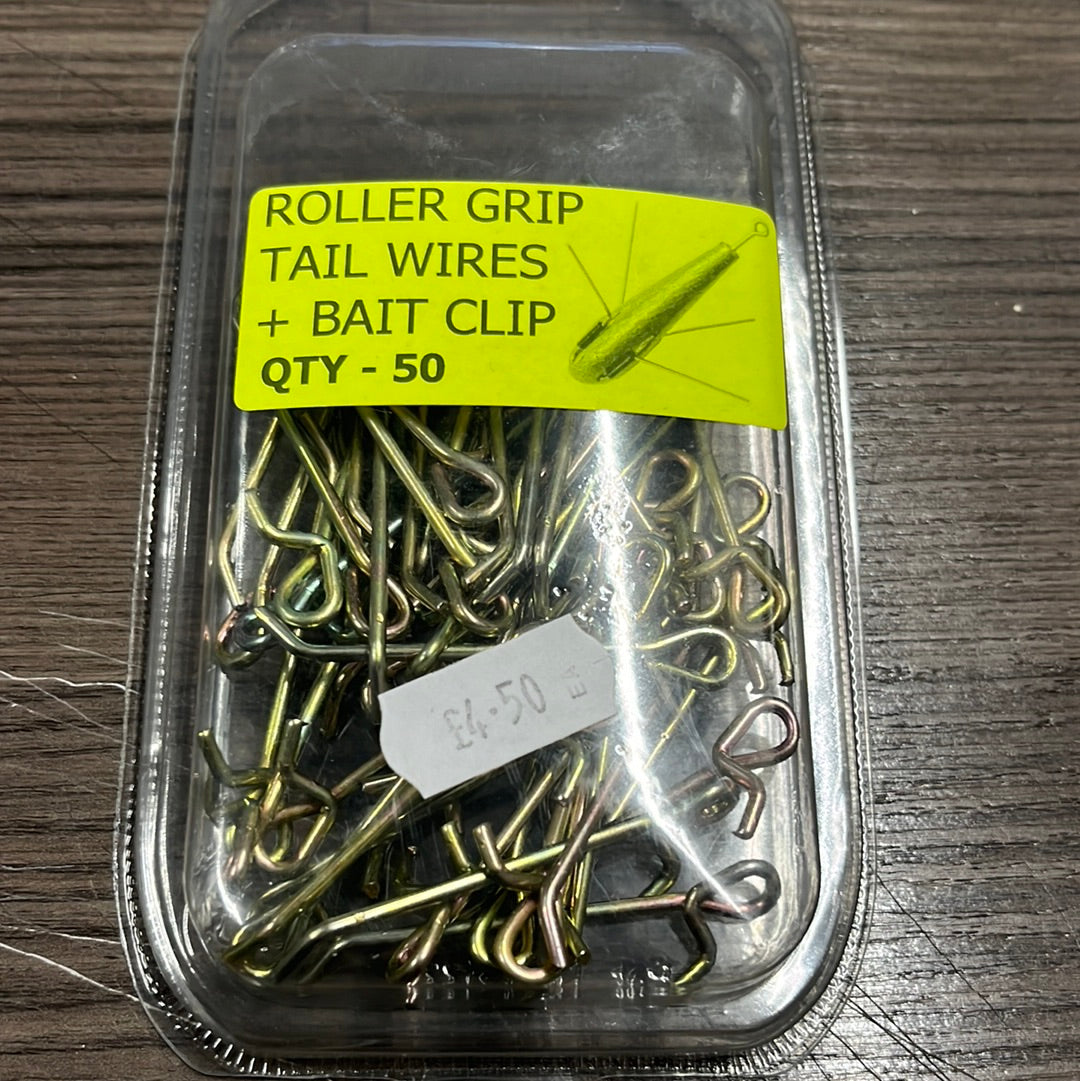 ROLLER GRIP
TAIL WIRES
+ BAIT CLIP
QTY - 50
£4.50 EA